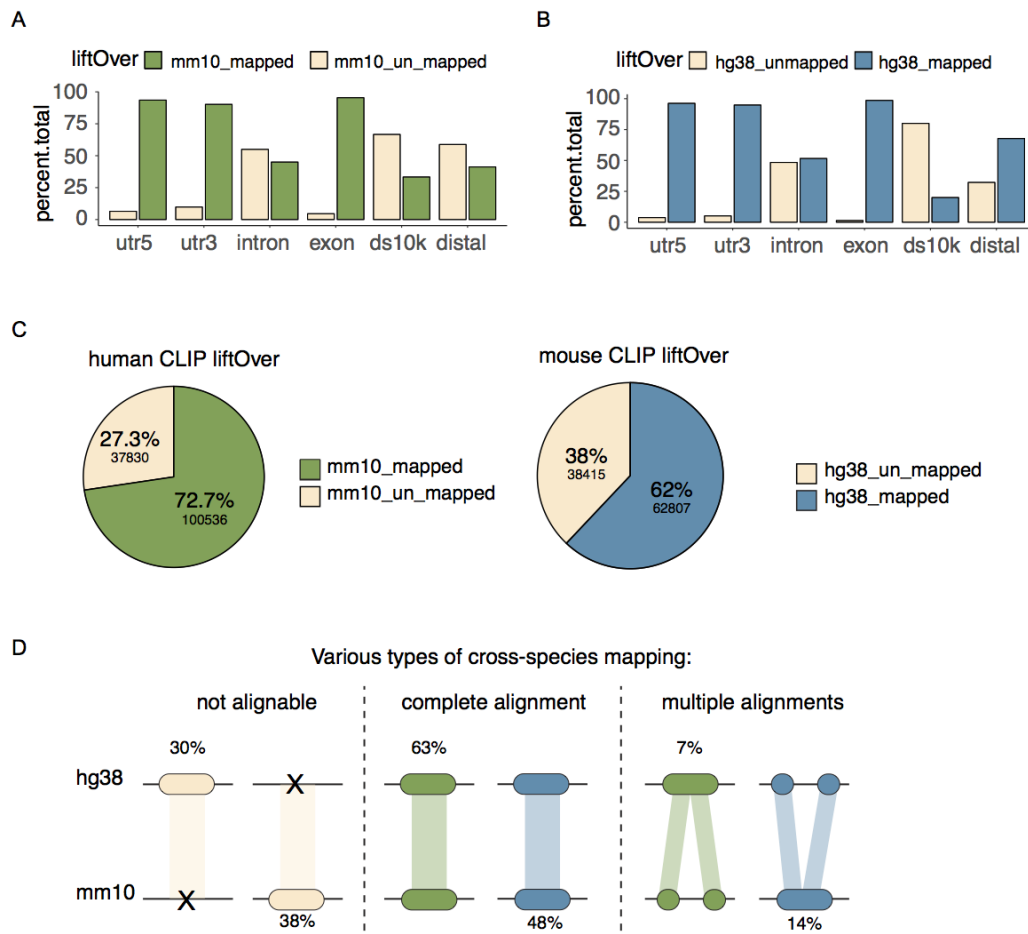 A
liftOver mm10_mapped mm10_un_mapped
percent.total
100
75
50
25
0
utr5 utr3 intron exon ds10k distal
B
liftOver hg38_unmapped hg38_mapped
percent.total
100
75
50
25
0
utr5 utr3 intron exon ds10k distal
C
human CLIP liftOver
27.3%
37830
72.7%
100536
mm10_mapped
mm10_un_mapped
mouse CLIP liftOver
38%
38415
62%
62807
hg38_un_mapped
hg38_mapped
D
Various types of cross-species mapping:
not alignable complete alignment multiple alignments
30% 63% 7%
hg38 X
mm10 X
38% 48% 14%